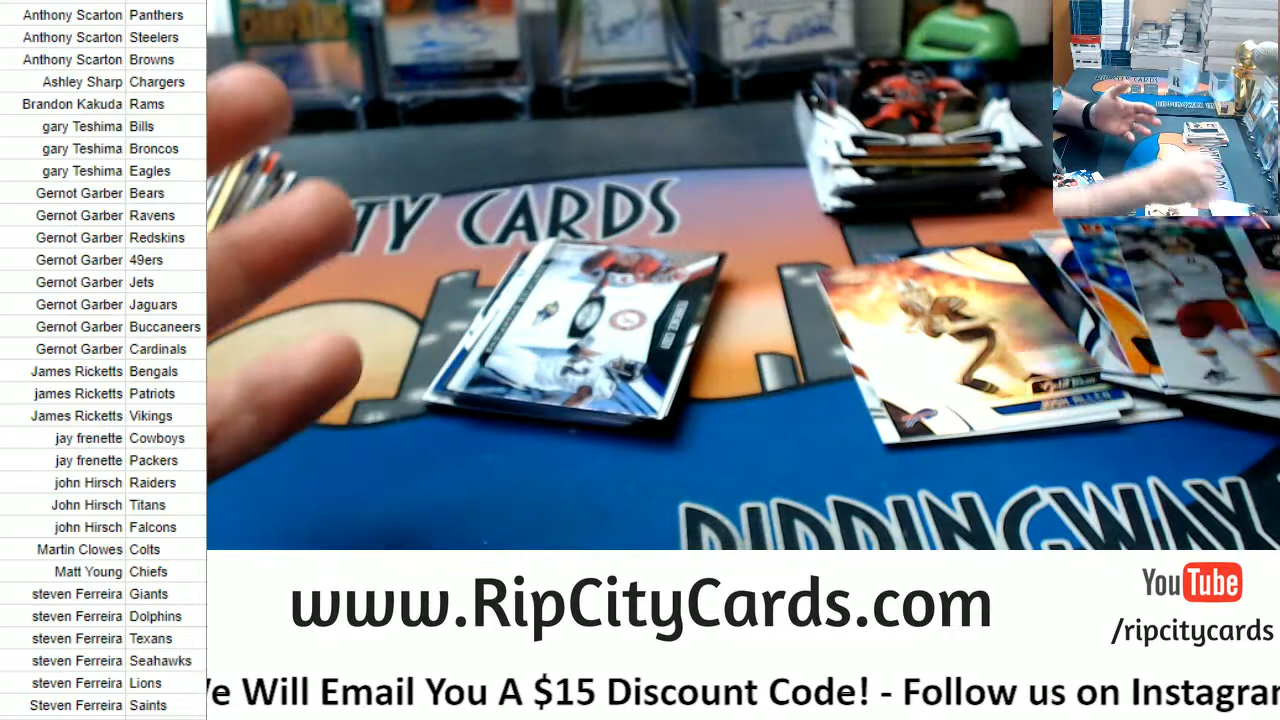 Anthony Scarton Panthers
Anthony Scarton Steelers
Anthony Scarton Browns
Ashley Sharp Chargers
Brandon Kakuda Rams
gary Teshima Bills
gary Teshima Broncos
gary Teshima Eagles
Gernot Garber Bears
Gernot Garber Ravens
Gernot Garber Redskins
Gernot Garber 49ers
Gernot Garber Jets
Gernot Garber Jaguars
Gernot Garber Buccaneers
Gernot Garber Cardinals
James Ricketts Bengals
james Ricketts Patriots
James Ricketts Vikings
jay frenette Cowboys
jay frenette Packers
john Hirsch Raiders
John Hirsch Titans
john Hirsch Falcons
Martin Clowes Colts
Matt Young Chiefs
steven Ferreira Giants
steven Ferreira Dolphins
steven Ferreira Texans
steven Ferreira Seahawks
steven Ferreira Lions
Steven Ferreira Saints
TY CARDS
RIPPINGWAX
JOSH ALLEN
www.RipCityCards.com
YouTube
/ripcitycards
e Will Email You A $15 Discount Code! - Follow us on Instagram